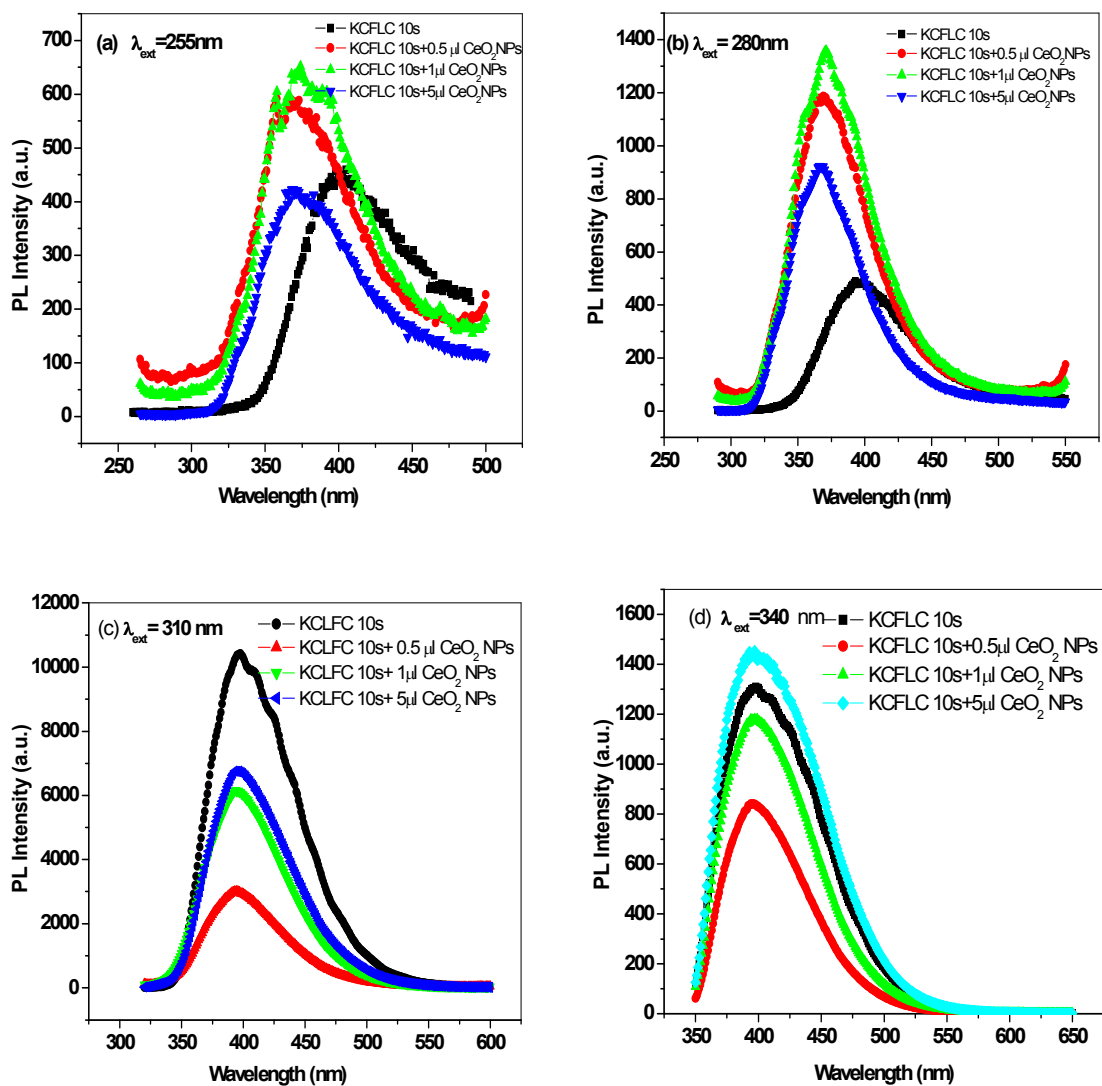 (a) λext=255nm
KCFLC 10s
KCFLC 10s+0.5 µl CeO2NPs
KCFLC 10s+1µl CeO2NPs
KCFLC 10s+5µl CeO2NPs
PL Intensity (a.u.)
700
600
500
400
300
200
100
0
250 300 350 400 450 500
Wavelength (nm)
(b) λext = 280nm
KCFLC 10s
KCFLC 10s+0.5 µl CeO2NPs
KCFLC 10s+1µl CeO2NPs
KCFLC 10s+5µl CeO2NPs
PL Intensity (a.u.)
1400
1200
1000
800
600
400
200
0
250 300 350 400 450 500 550
Wavelength (nm)
(c) λext= 310 nm
KCLFC 10s
KCLFC 10s+ 0.5 µl CeO2 NPs
KCLFC 10s+ 1µl CeO2 NPs
KCLFC 10s+ 5µl CeO2 NPs
PL Intensity (a.u.)
12000
10000
8000
6000
4000
2000
0
300 350 400 450 500 550 600
Wavelength (nm)
(d) λext=340 nm
KCFLC 10s
KCFLC 10s+0.5µl CeO2 NPs
KCFLC 10s+1µl CeO2 NPs
KCFLC 10s+5µl CeO2 NPs
PL Intensity (a.u.)
1600
1400
1200
1000
800
600
400
200
0
350 400 450 500 550 600 650
Wavelength (nm)